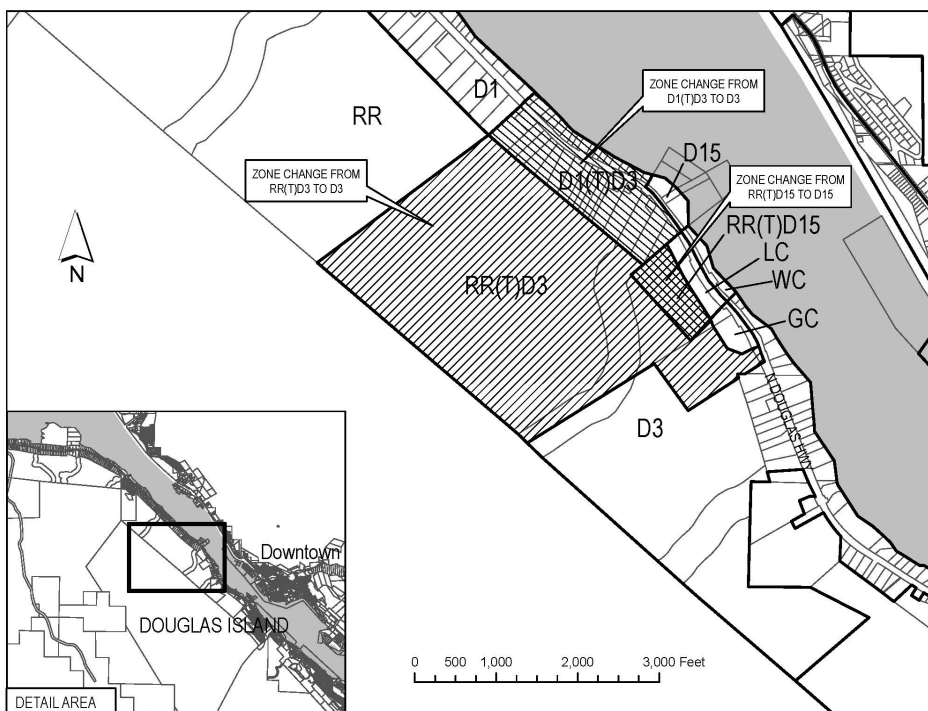 D1
RR
ZONE CHANGE FROM
D1(T)D3 TO D3
D15
ZONE CHANGE FROM
RR(T)D3 TO D3
D1(T)D3
ZONE CHANGE FROM
RR(T)D15 TO D15
RR(T)D15
N
LC
RR(T)D3
WC
GC
N DOUGLAS HWY
D3
Downtown
DOUGLAS ISLAND
0 500 1,000 2,000 3,000 Feet
DETAIL AREA